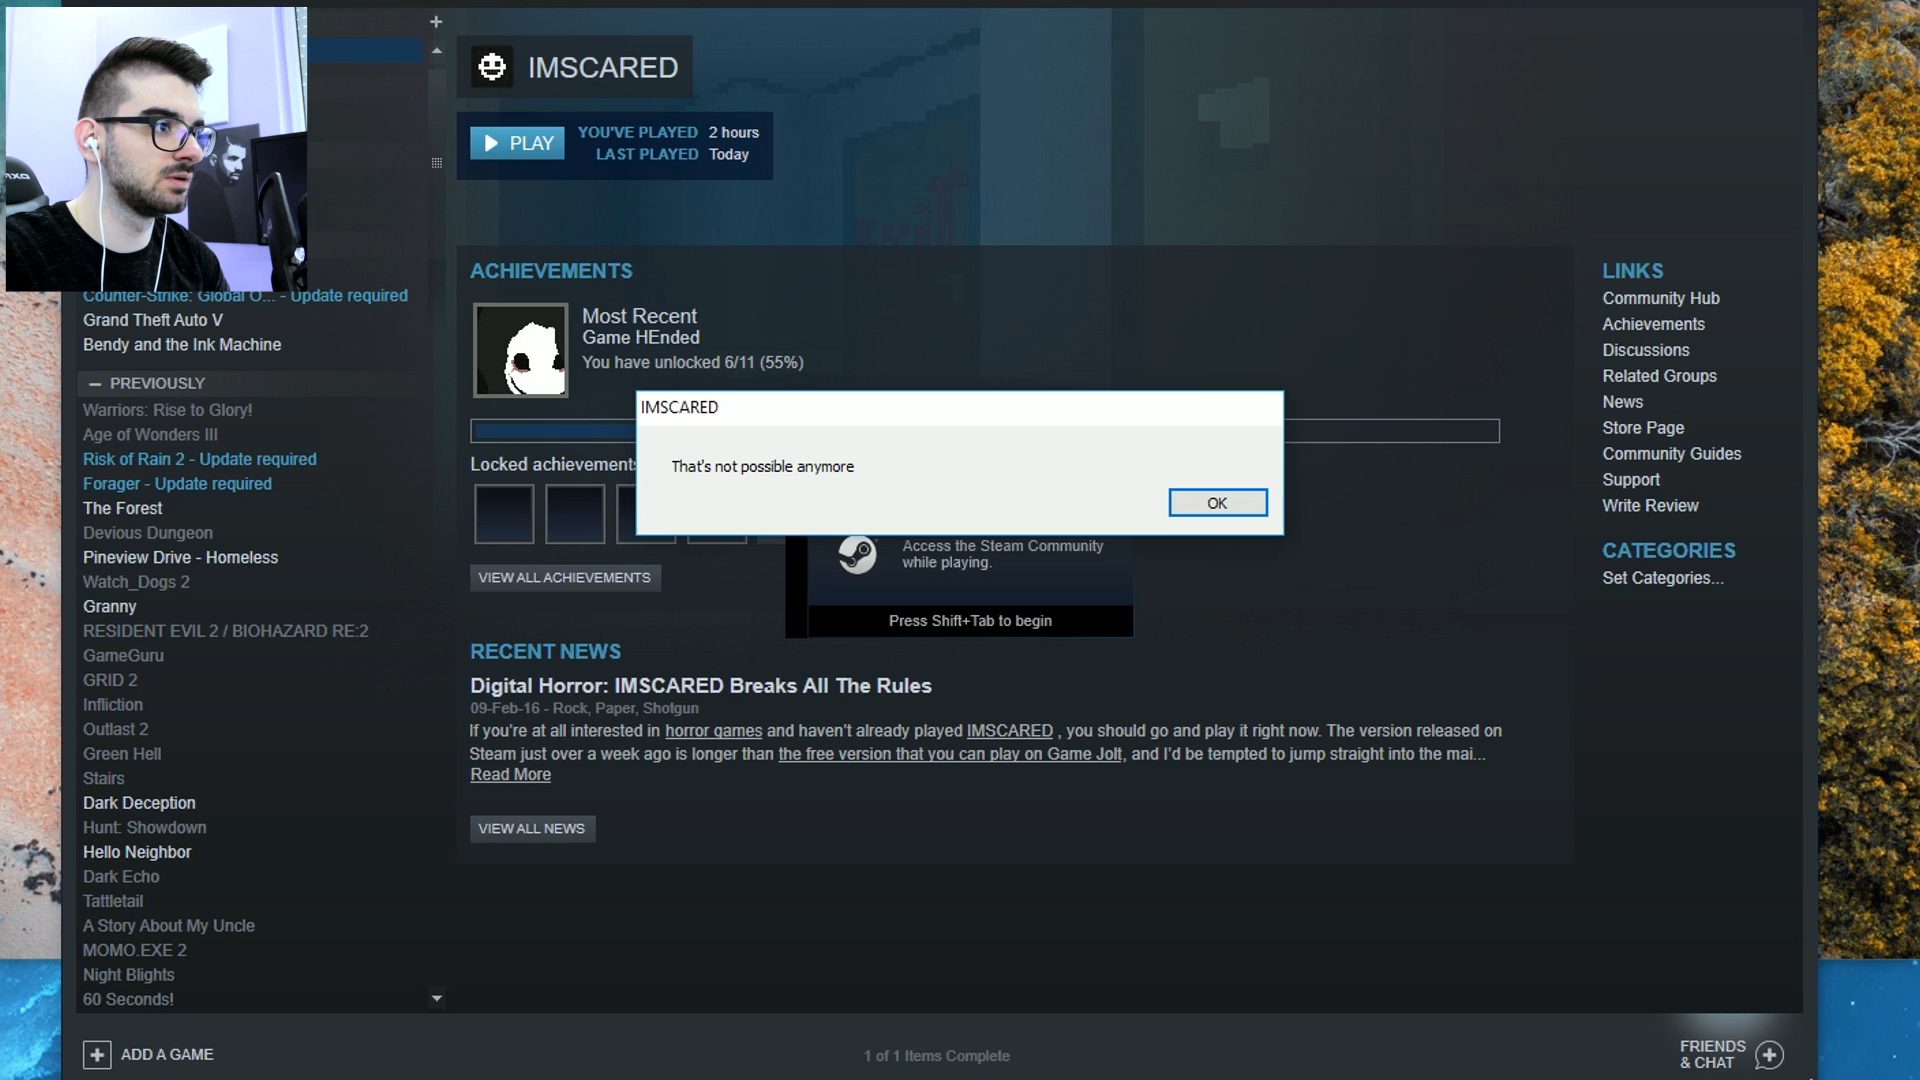 IMSCARED
PLAY
YOU'VE PLAYED 2 hours
LAST PLAYED Today
Counter-Strike: Global O... - Update required
Grand Theft Auto V
Bendy and the Ink Machine
PREVIOUSLY
Warriors: Rise to Glory!
Age of Wonders III
Risk of Rain 2 - Update required
Forager - Update required
The Forest
Devious Dungeon
Pineview Drive - Homeless
Watch_Dogs 2
Granny
RESIDENT EVIL 2 / BIOHAZARD RE:2
GameGuru
GRID 2
Infliction
Outlast 2
Green Hell
Stairs
Dark Deception
Hunt: Showdown
Hello Neighbor
Dark Echo
Tattletail
A Story About My Uncle
MOMO.EXE 2
Night Blights
60 Seconds!
ADD A GAME
ACHIEVEMENTS
Most Recent
Game HEnded
You have unlocked 6/11 (55%)
IMSCARED
That's not possible anymore
OK
Locked achievements
Access the Steam Community
while playing.
Press Shift+Tab to begin
VIEW ALL ACHIEVEMENTS
RECENT NEWS
Digital Horror: IMSCARED Breaks All The Rules
09-Feb-16 - Rock, Paper, Shotgun
If you're at all interested in horror games and haven't already played IMSCARED , you should go and play it right now. The version released on
Steam just over a week ago is longer than the free version that you can play on Game Jolt, and I'd be tempted to jump straight into the mai...
Read More
VIEW ALL NEWS
LINKS
Community Hub
Achievements
Discussions
Related Groups
News
Store Page
Community Guides
Support
Write Review
CATEGORIES
Set Categories...
1 of 1 Items Complete
FRIENDS
& CHAT